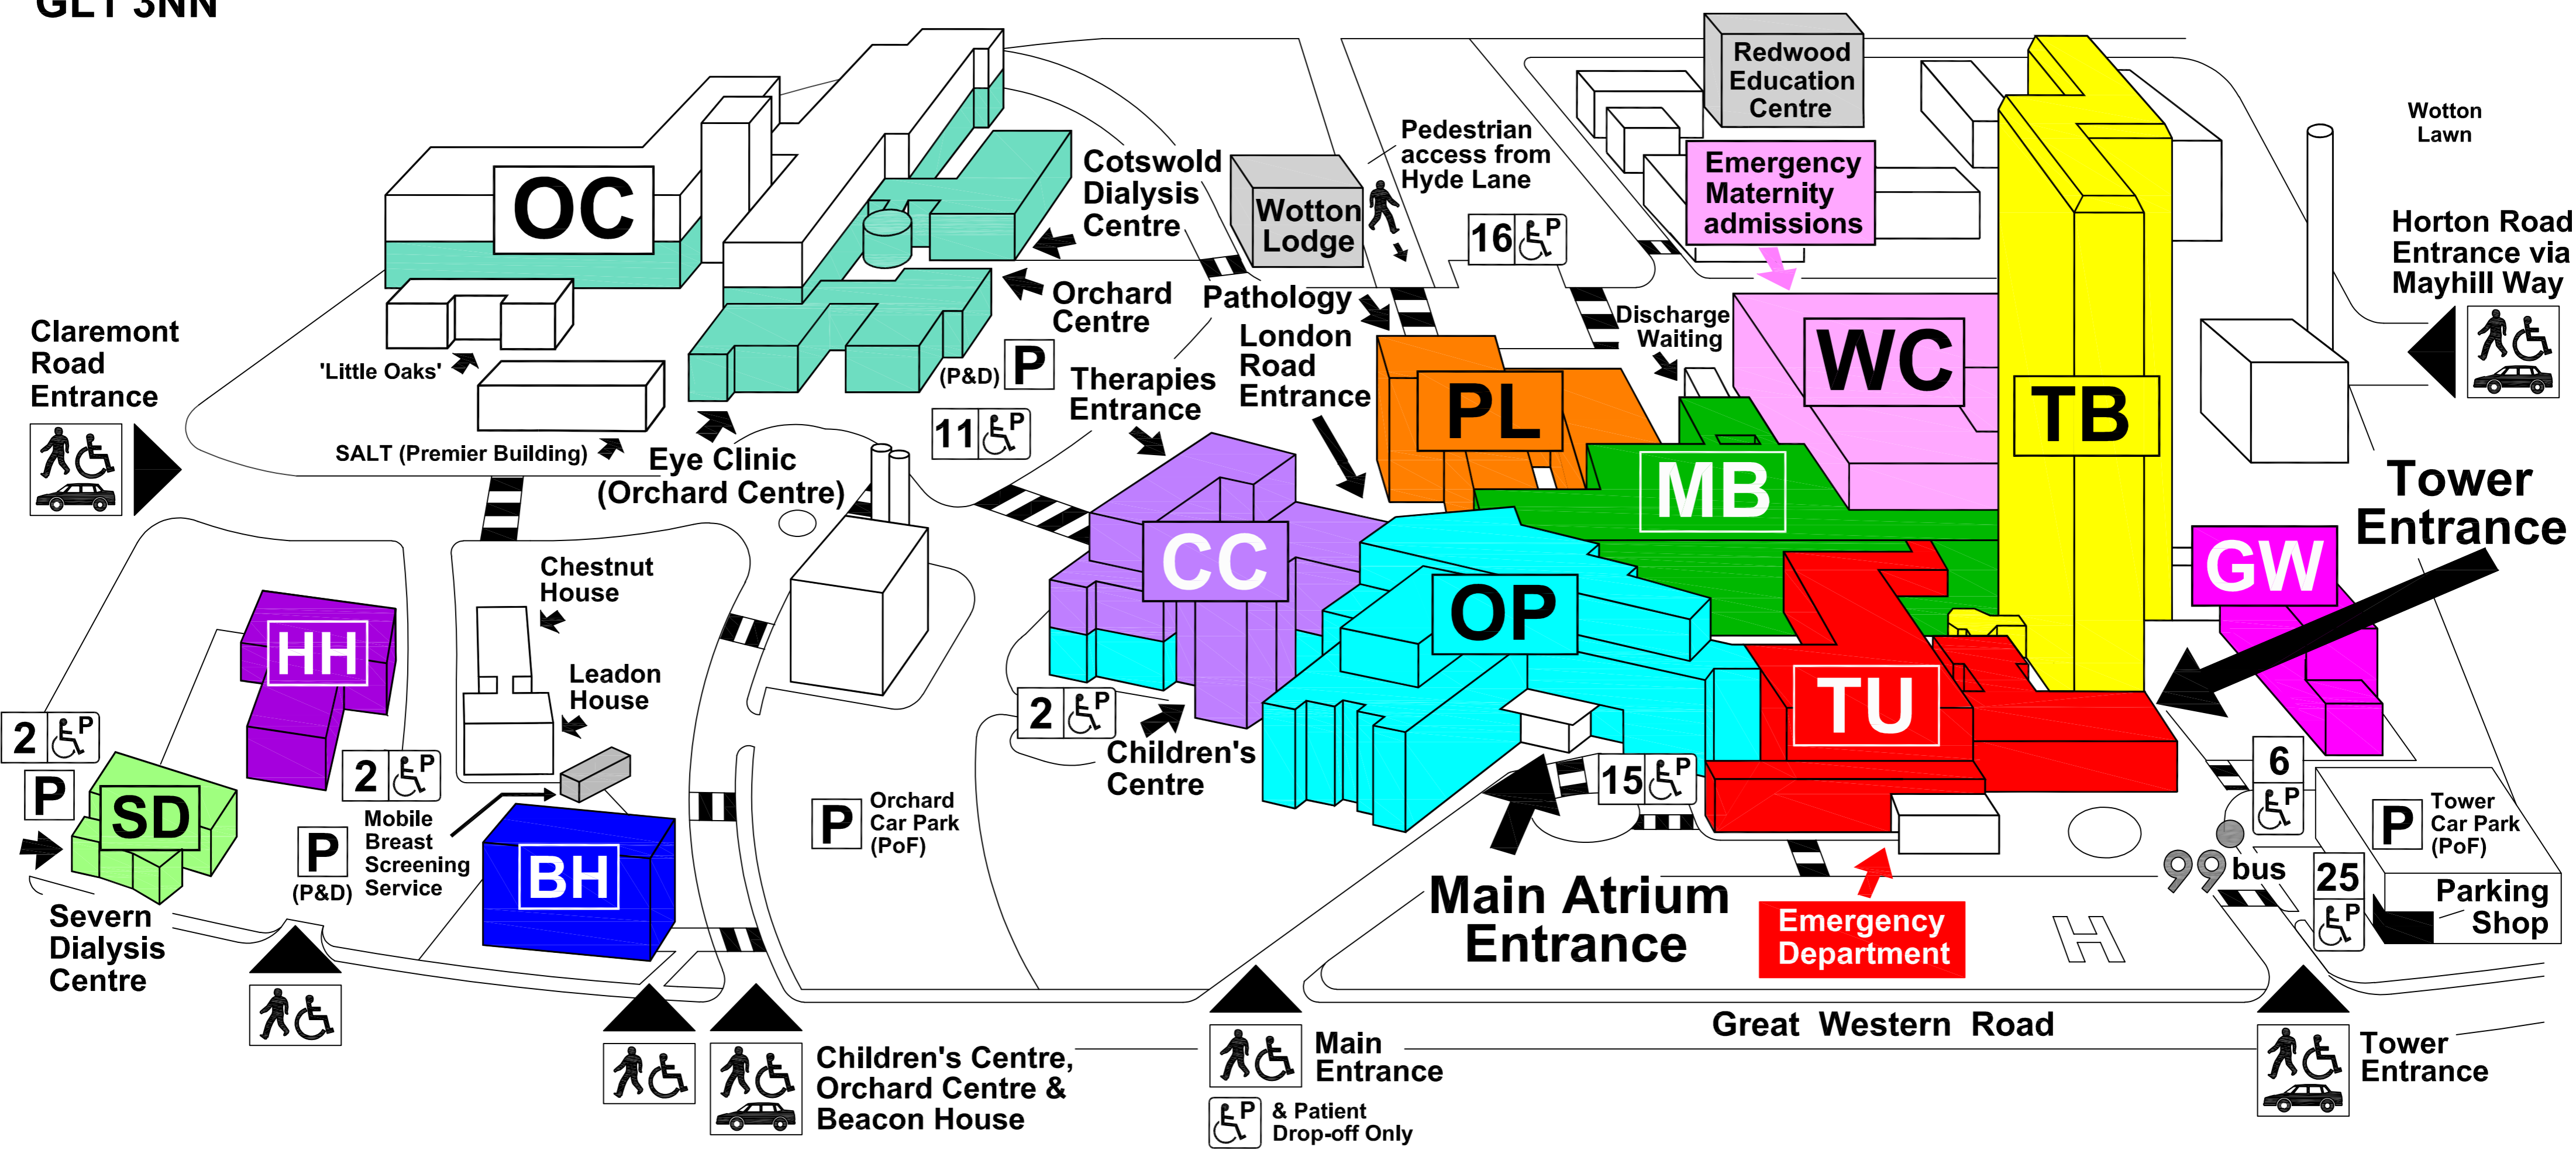 GL1 3NN
Redwood
Education
Centre
Wotton
Lawn
Pedestrian
access from
Hyde Lane
Cotswold
Dialysis
Centre
Emergency
Maternity
admissions
OC
Wotton
Lodge
16 P
Horton Road
Entrance via
Mayhill Way
Orchard
Centre
Pathology
Discharge
Waiting
Claremont
Road
Entrance
'Little Oaks'
(P&D) P
London
Road
Entrance
Therapies
Entrance
WC
PL
TB
11 P
SALT (Premier Building)
Eye Clinic
(Orchard Centre)
MB
Tower
Entrance
CC
GW
Chestnut
House
OP
HH
Leadon
House
TU
2 P
P
SD
2 P
2 P
Children's
Centre
15 P
6
P
P
(P&D)
Mobile
Breast
Screening
Service
BH
P
Orchard
Car Park
(PoF)
P
Tower
Car Park
(PoF)
99 bus
25
P
Parking
Shop
Severn
Dialysis
Centre
Main Atrium
Entrance
Emergency
Department
H
Great Western Road
Children's Centre,
Orchard Centre &
Beacon House
Main
Entrance
P
& Patient
Drop-off Only
Tower
Entrance